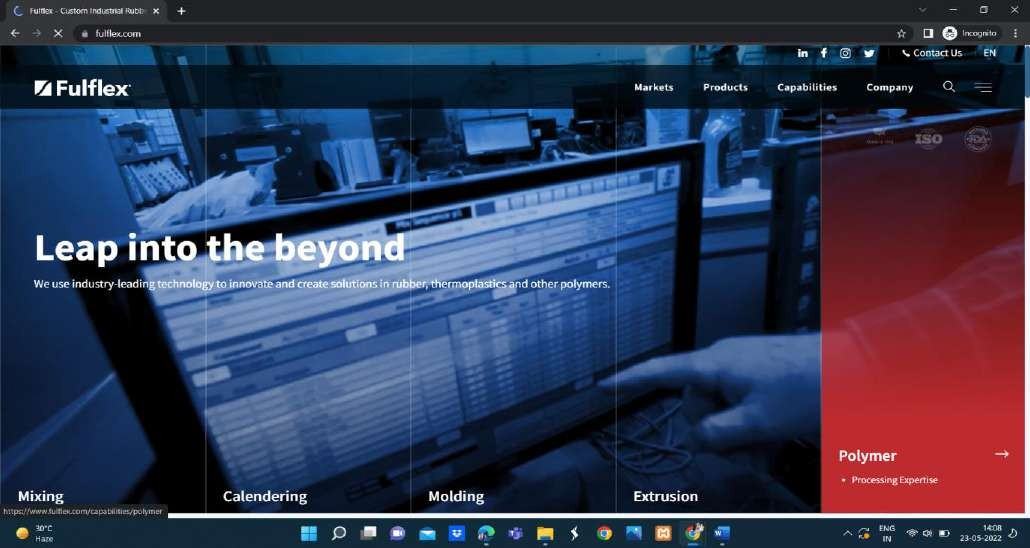 Fulflex - Custom Industrial Rubbe
fulflex.com
Incognito
Contact Us
EN
Fulflex
Markets
Products
Capabilities
Company
ISO
Leap into the beyond
We use industry-leading technology to innovate and create solutions in rubber, thermoplastics and other polymers.
Polymer
Processing Expertise
Mixing
Calendering
Molding
Extrusion
https://www.fulflex.com/capabilities/polymer
30°C
Haze
ENG
IN
14:08
23-05-2022